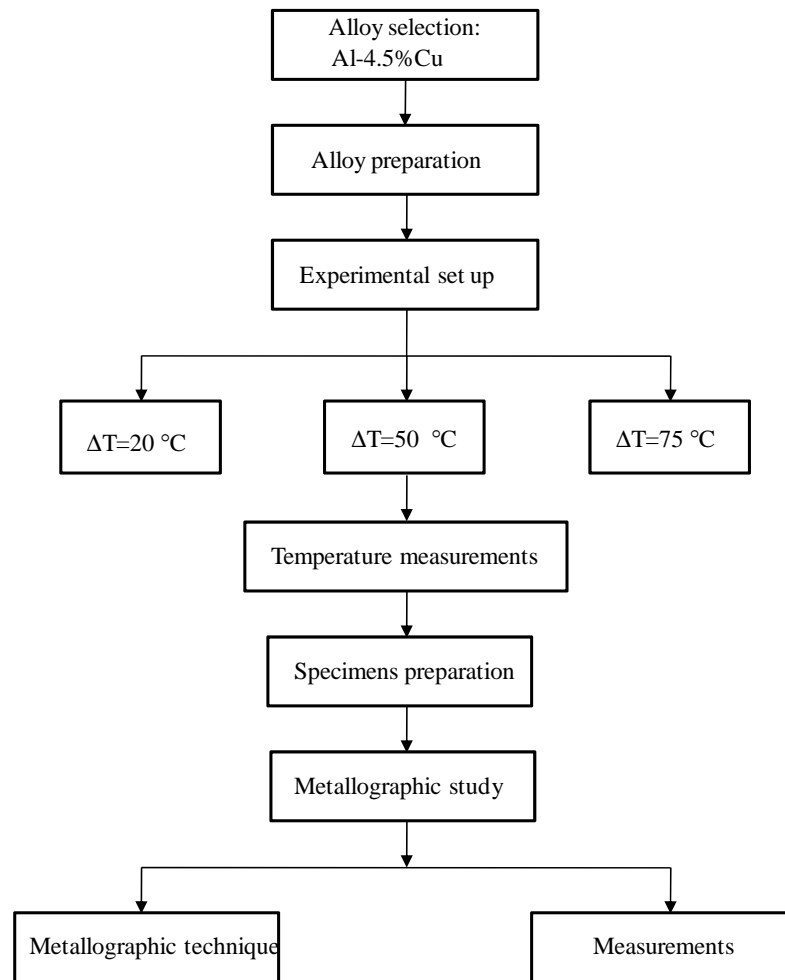 Alloy selection:
Al-4.5%Cu
Alloy preparation
Experimental set up
ΔT=20 °C
ΔT=50 °C
ΔT=75 °C
Temperature measurements
Specimens preparation
Metallographic study
Metallographic technique
Measurements